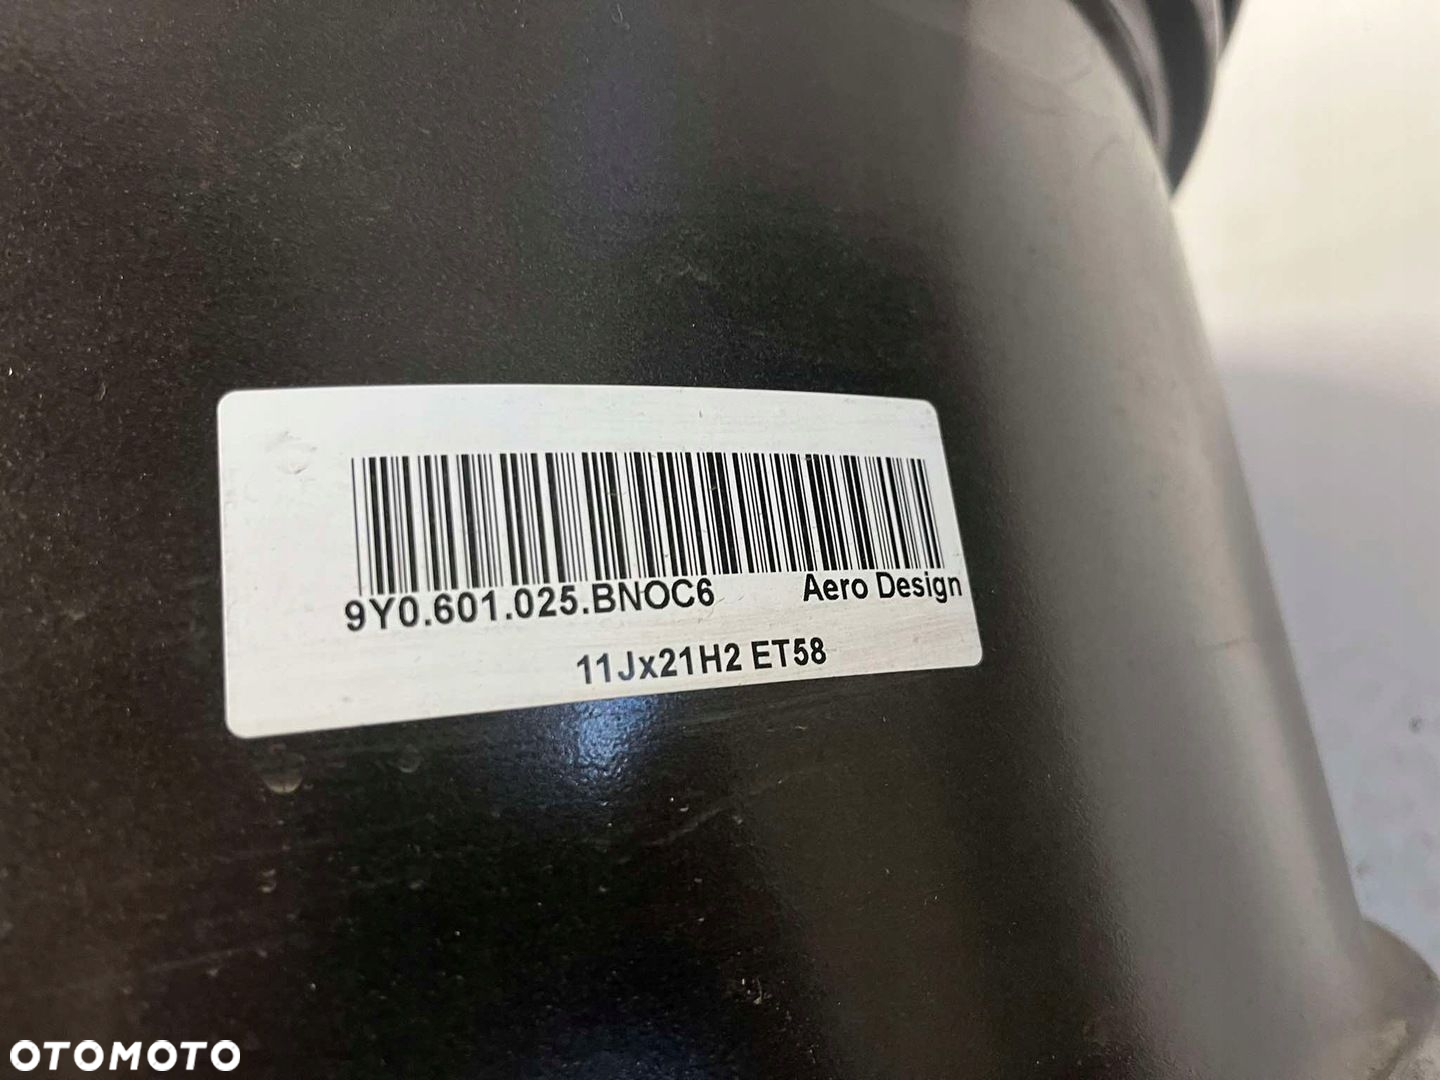 9Y0.601.025.BNOC6 Aero Design
11Jx21H2 ET58
OTOMOTO